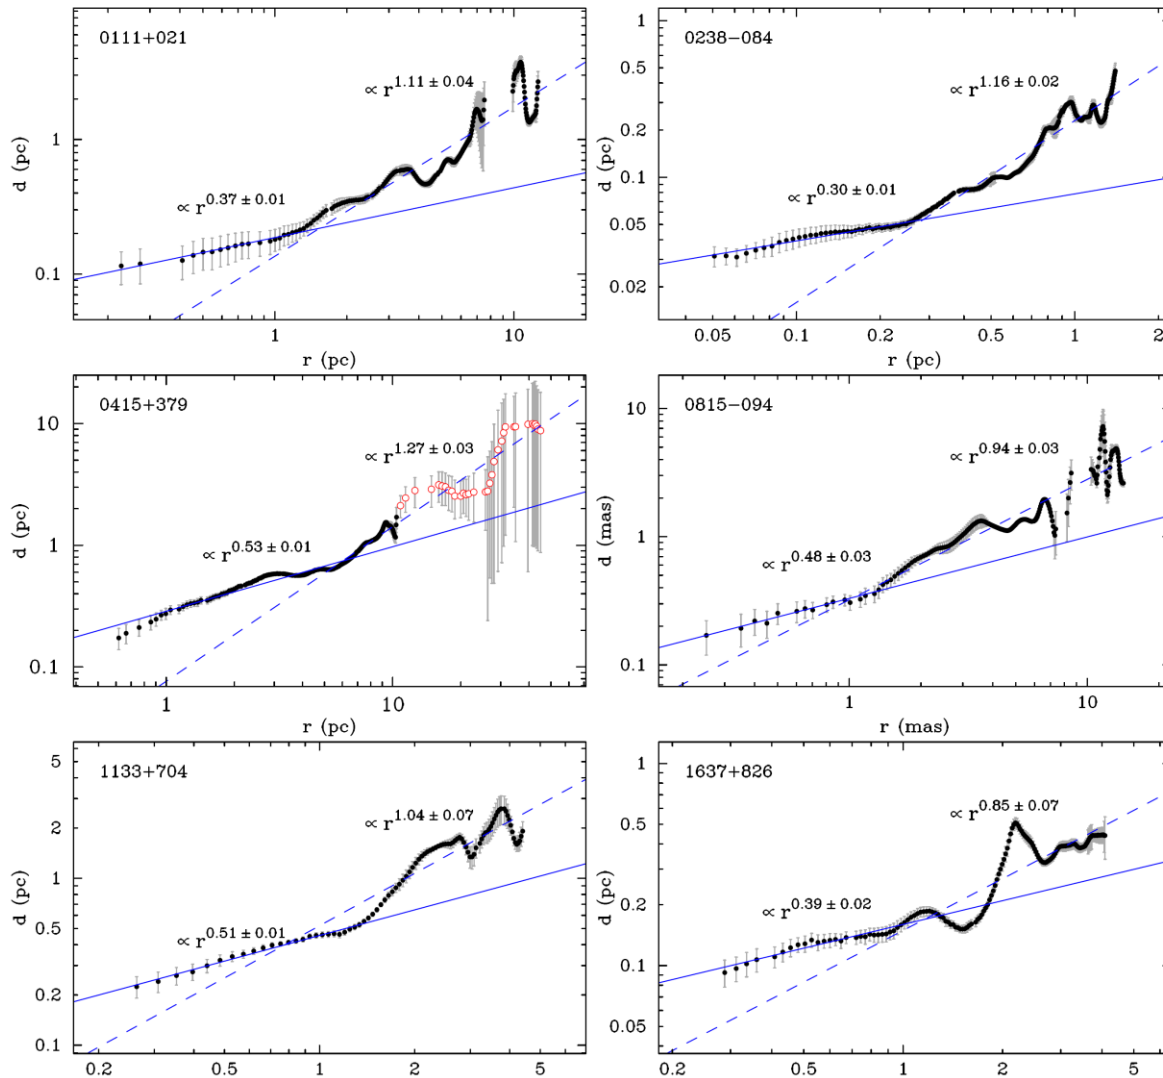 0111+021
∝ r^1.11 ± 0.04
∝ r^0.37 ± 0.01
d (pc)
1
0.1
1
10
r (pc)
0238−084
∝ r^1.16 ± 0.02
∝ r^0.30 ± 0.01
d (pc)
1
0.5
0.2
0.1
0.05
0.02
0.05
0.1
0.2
0.5
1
2
r (pc)
0415+379
∝ r^1.27 ± 0.03
∝ r^0.53 ± 0.01
d (pc)
10
1
0.1
1
10
r (pc)
0815−094
∝ r^0.94 ± 0.03
∝ r^0.48 ± 0.03
d (mas)
10
1
0.1
1
10
r (mas)
1133+704
∝ r^1.04 ± 0.07
∝ r^0.51 ± 0.01
d (pc)
5
2
1
0.5
0.2
0.1
0.2
0.5
1
2
5
1637+826
∝ r^0.85 ± 0.07
∝ r^0.39 ± 0.02
d (pc)
1
0.5
0.2
0.1
0.05
0.2
0.5
1
2
5